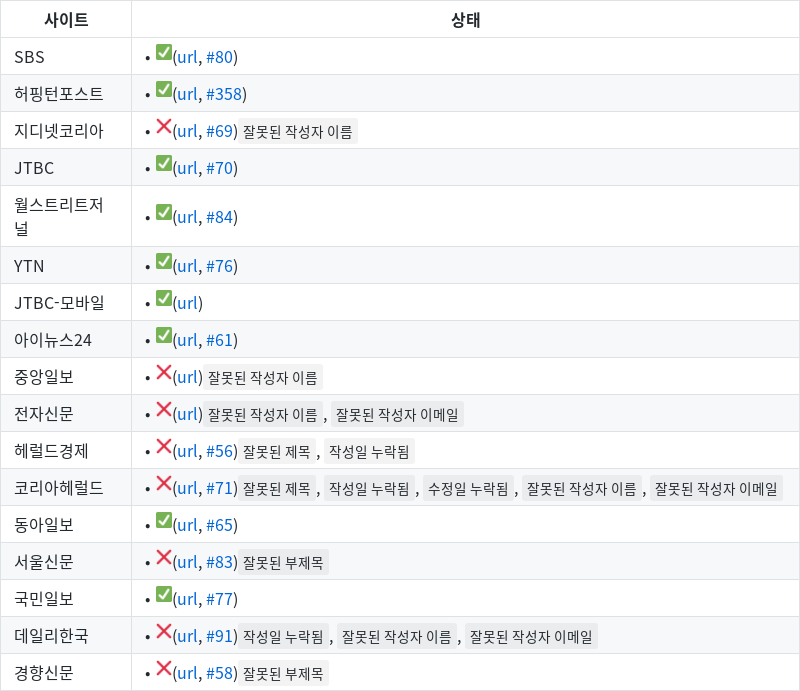 사이트 상태
SBS • ✅(url, #80)
허핑턴포스트 • ✅(url, #358)
지디넷코리아 • ❌(url, #69) 잘못된 작성자 이름
JTBC • ✅(url, #70)
월스트리트저
널 • ✅(url, #84)
YTN • ✅(url, #76)
JTBC-모바일 • ✅(url)
아이뉴스24 • ✅(url, #61)
중앙일보 • ❌(url) 잘못된 작성자 이름
전자신문 • ❌(url) 잘못된 작성자 이름 , 잘못된 작성자 이메일
헤럴드경제 • ❌(url, #56) 잘못된 제목 , 작성일 누락됨
코리아헤럴드 • ❌(url, #71) 잘못된 제목 , 작성일 누락됨 , 수정일 누락됨 , 잘못된 작성자 이름 , 잘못된 작성자 이메일
동아일보 • ✅(url, #65)
서울신문 • ❌(url, #83) 잘못된 부제목
국민일보 • ✅(url, #77)
데일리한국 • ❌(url, #91) 작성일 누락됨 , 잘못된 작성자 이름 , 잘못된 작성자 이메일
경향신문 • ❌(url, #58) 잘못된 부제목